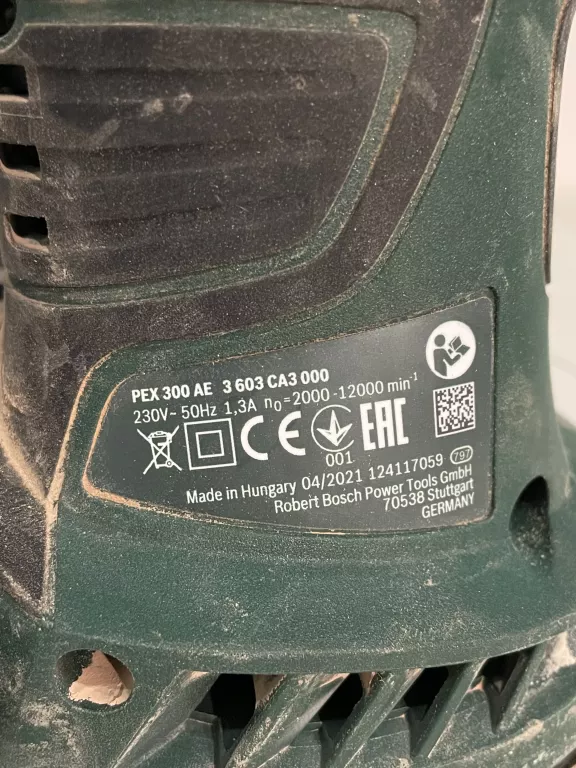 PEX 300 AE 3 603 CA3 000
230V~ 50Hz 1,3A n₀=2000-12000 min⁻¹
CE EAC
001
Made in Hungary 04/2021 124117059 797
Robert Bosch Power Tools GmbH
70538 Stuttgart
GERMANY